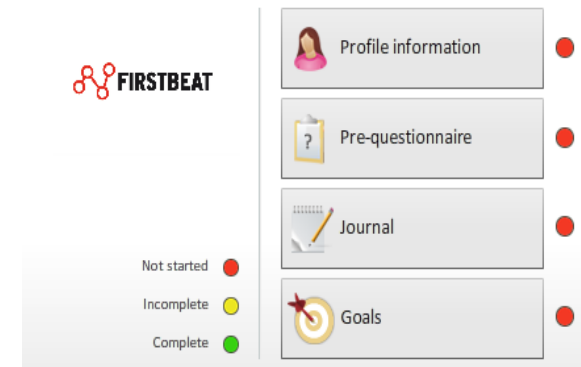 FIRSTBEAT
Not started
Incomplete
Complete
Profile information
?
Pre-questionnaire
Journal
Goals